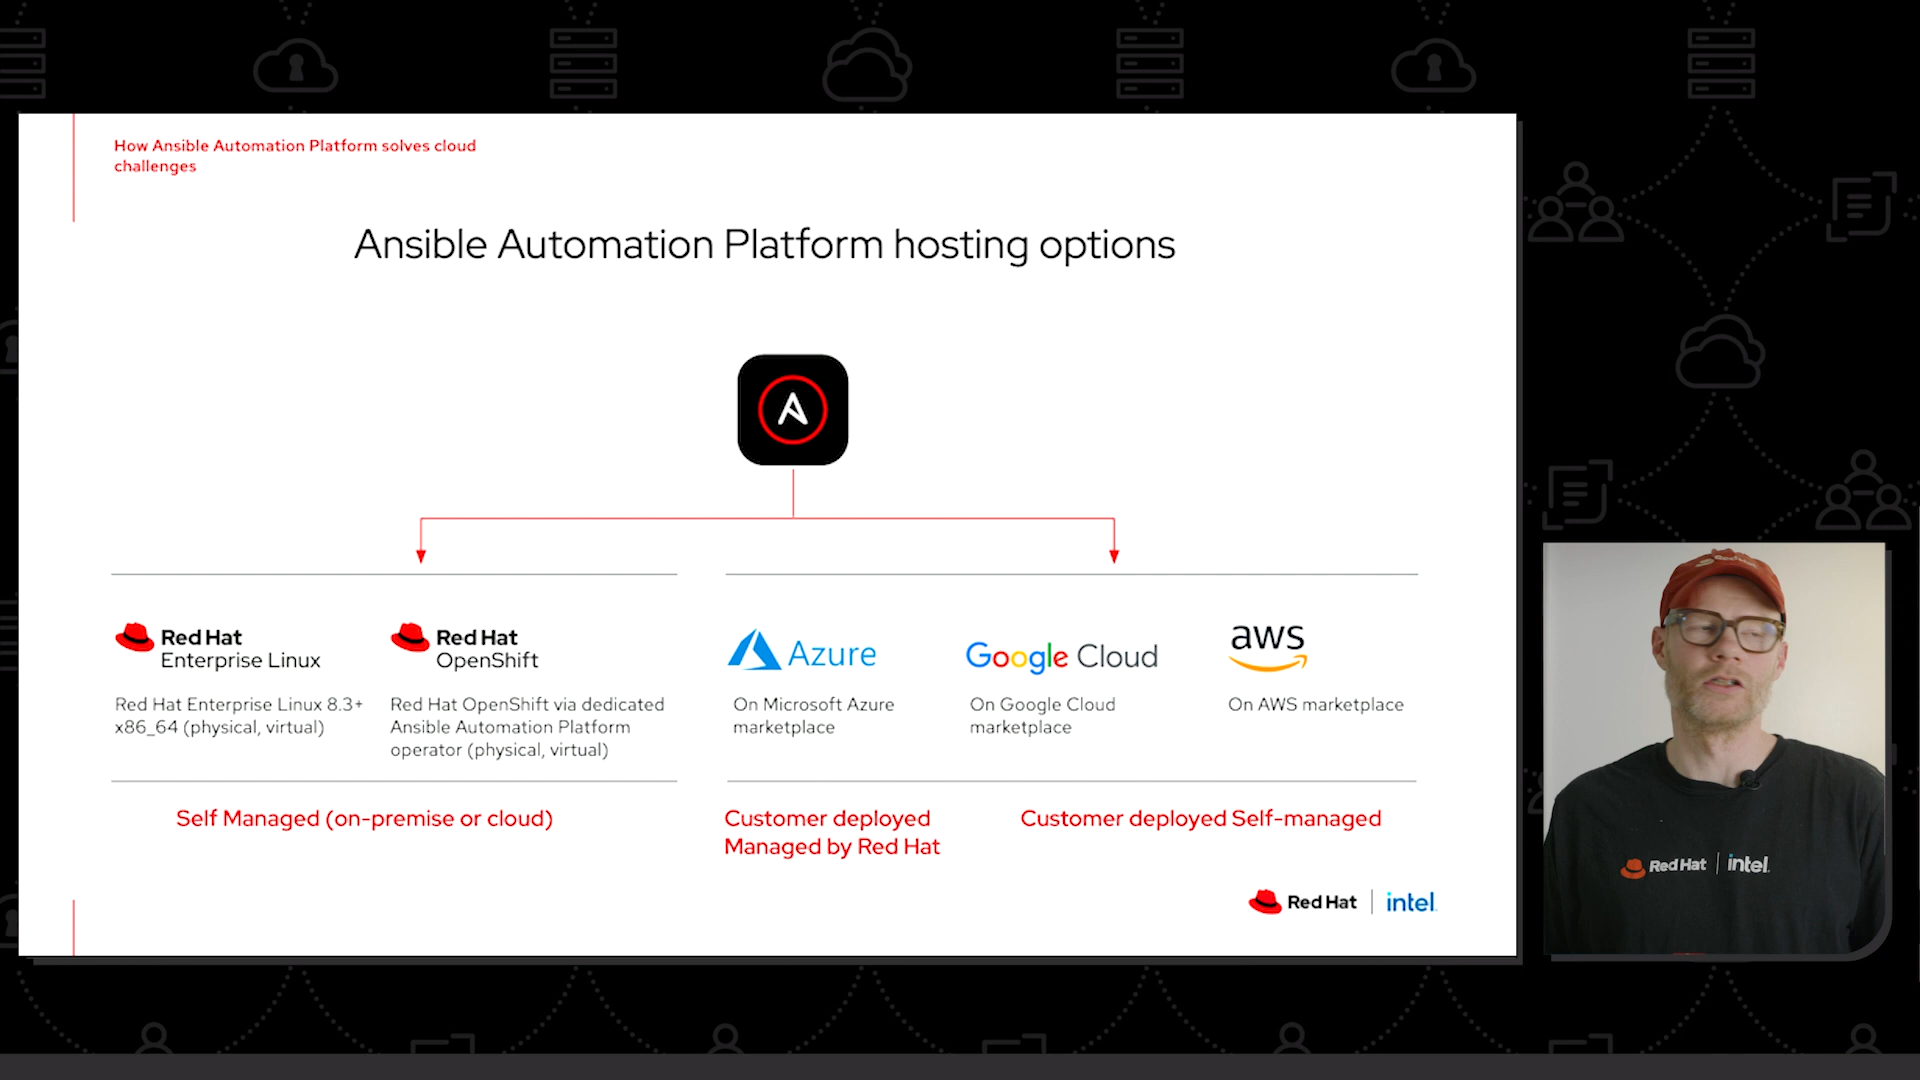 How Ansible Automation Platform solves cloud
challenges
Ansible Automation Platform hosting options
Red Hat
Enterprise Linux
Red Hat Enterprise Linux 8.3+
x86_64 (physical, virtual)
Red Hat
OpenShift
Red Hat OpenShift via dedicated
Ansible Automation Platform
operator (physical, virtual)
Self Managed (on-premise or cloud)
Azure
On Microsoft Azure
marketplace
Google Cloud
On Google Cloud
marketplace
aws
On AWS marketplace
Customer deployed
Managed by Red Hat
Customer deployed Self-managed
Red Hat | intel.
Red Hat | intel.